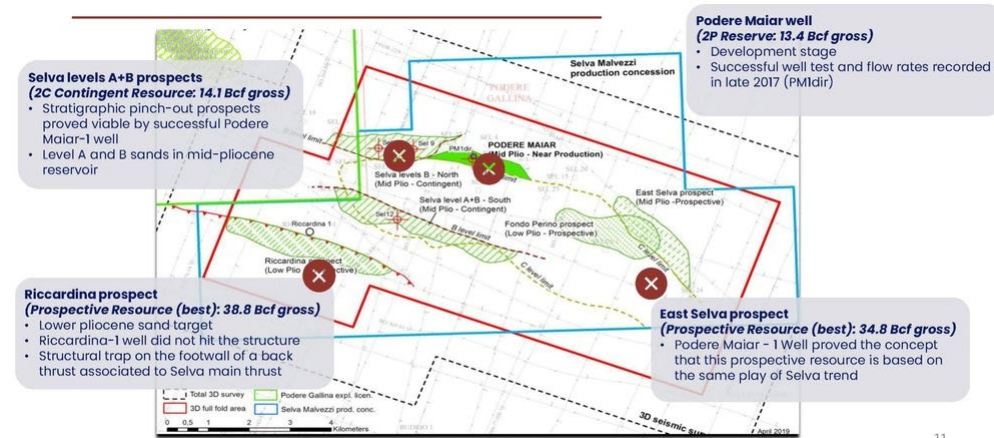 Podere Maiar well
(2P Reserve: 13.4 Bcf gross)
• Development stage
• Successful well test and flow rates recorded
in late 2017 (PM1dir)
Selva levels A+B prospects
(2C Contingent Resource: 14.1 Bcf gross)
• Stratigraphic pinch-out prospects
proved viable by successful Podere
Maiar-1 well
• Level A and B sands in mid-pliocene
reservoir
Selva Malvezzi
production concession
PODERE
GALLINA
PM1dir
PODERE MAIAR
Mid Plio - Near Production)
Selva levels B - North
(Mid Plio - Contingent)
Selva level A+B - South
(Mid Plio - Contingent)
Sel12
B level limit
C level limit
East Selva prospect
(Mid Plio -Prospective)
Fondo Perino prospect
(Low Plio - Prospective)
C level limit
Riccardina 1
Riccardina
(Low Plio
Riccardina prospect
(Prospective Resource (best): 38.8 Bcf gross)
• Lower pliocene sand target
• Riccardina-1 well did not hit the structure
• Structural trap on the footwall of a back
thrust associated to Selva main thrust
East Selva prospect
(Prospective Resource (best): 34.8 Bcf gross)
• Podere Maiar - 1 Well proved the concept
that this prospective resource is based on
the same play of Selva trend
Total 3D survey
Podere Gallina expl. licen.
3D full fold area
Selva Malvezzi prod. conc.
0 0.5 1 2 3 4
Kilometers
3D seismic
April 2019
11